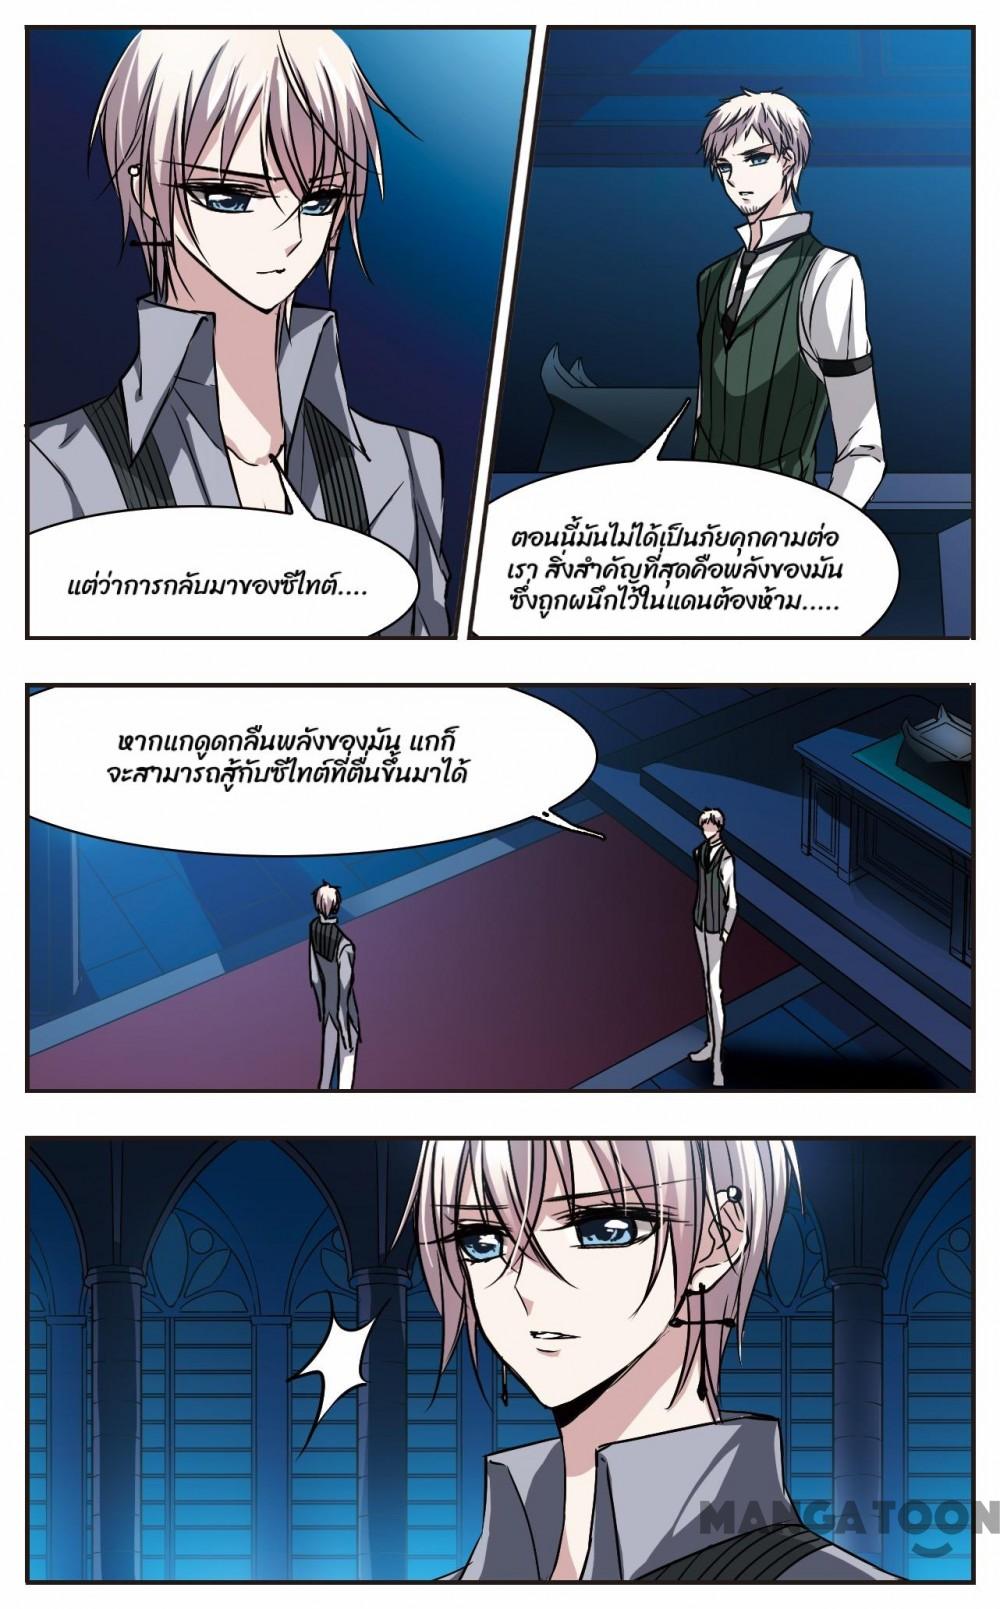 แต่ว่าการกลับมาของซีไทต์....
ตอนนี้มันไม่ได้เป็นภัยคุกคามต่อ
เรา สิ่งสำคัญที่สุดคือพลังของมัน
ซึ่งถูกผนึกไว้ในแดนต้องห้าม.....
หากแกดูดกลืนพลังของมัน แกก็
จะสามารถสู้กับซีไทต์ที่ตื่นขึ้นมาได้
MANGATOON